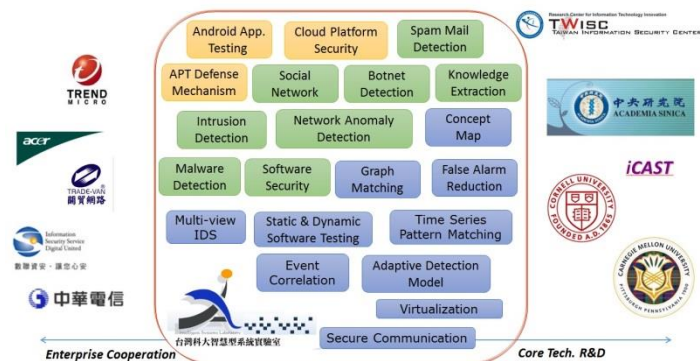 Research Center for Information Technology Innovation
TWISC
TAIWAN INFORMATION SECURITY CENTER
Android App.
Testing
Cloud Platform
Security
Spam Mail
Detection
APT Defense
Mechanism
Social
Network
Botnet
Detection
Knowledge
Extraction
TREND
MICRO
Intrusion
Detection
Network Anomaly
Detection
Concept
Map
中央研究院
ACADEMIA SINICA
acer
Malware
Detection
Software
Security
Graph
Matching
False Alarm
Reduction
iCAST
TRADE-VAN
關貿網路
CORNELL UNIVERSITY
FOUNDED A.D. 1865
Multi-view
IDS
Static & Dynamic
Software Testing
Time Series
Pattern Matching
Information
Security Service
Digital United
數聯資安·讓您心安
Event
Correlation
Adaptive Detection
Model
CARNEGIE MELLON UNIVERSITY
PITTSBURGH PENNSYLVANIA 1900
中華電信
Virtualization
台灣科大智慧型系統實驗室
Secure Communication
Enterprise Cooperation
Core Tech. R&D